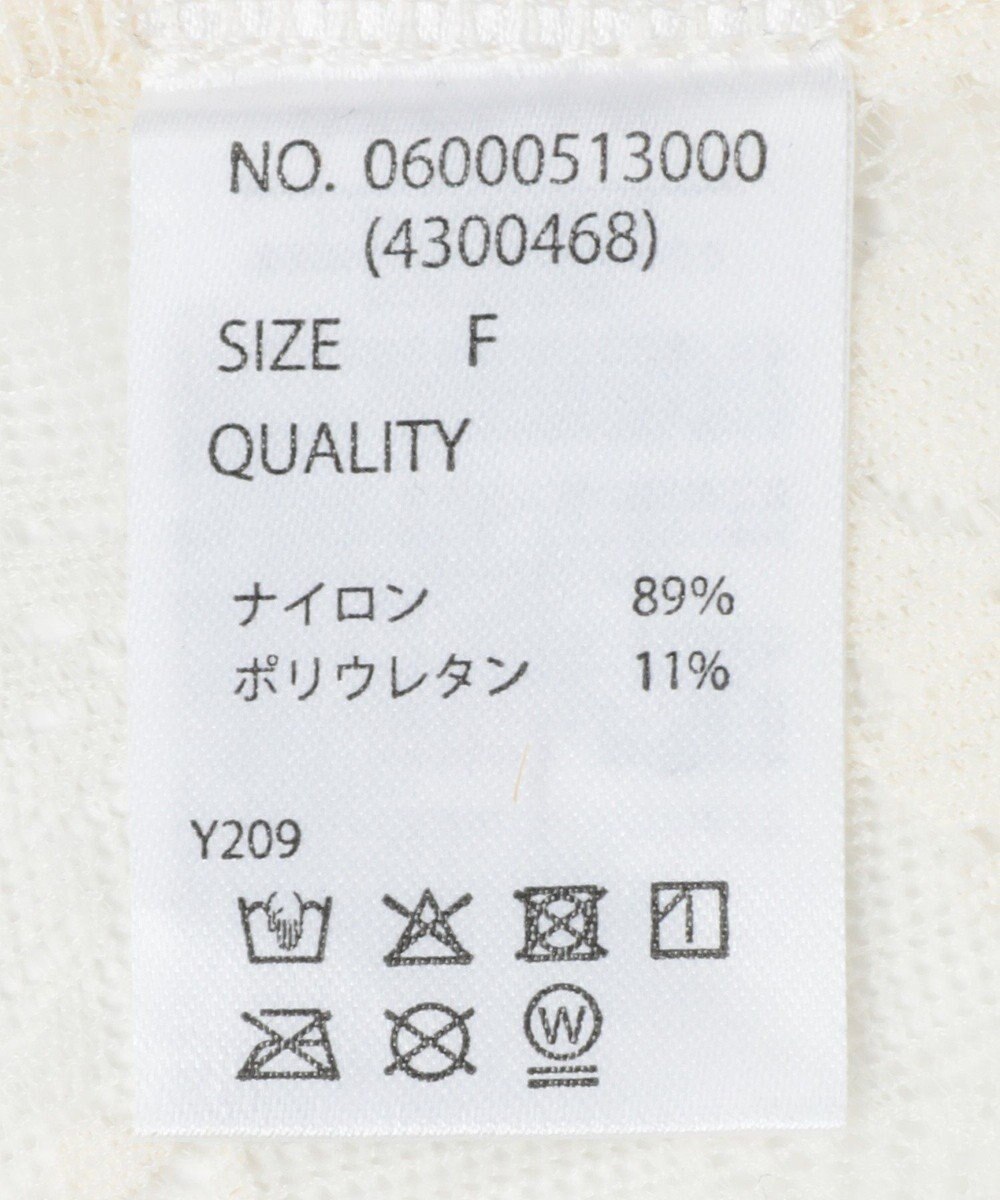 NO. 06000513000
(4300468)
SIZE F
QUALITY
ナイロン 89%
ポリウレタン 11%
Y209
W